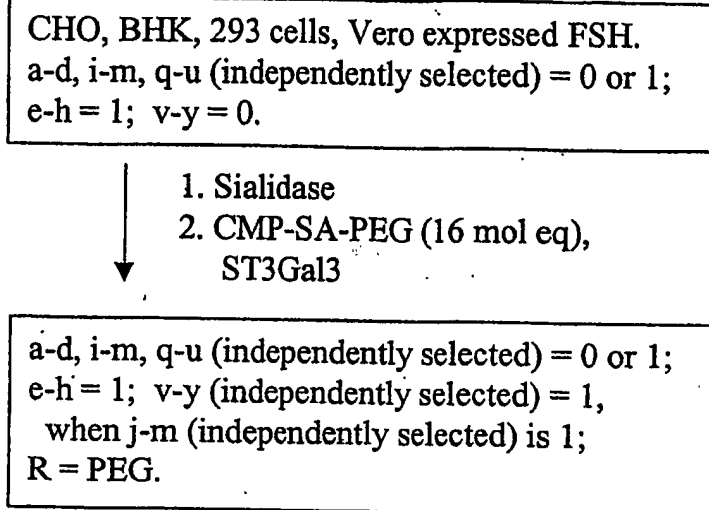 CHO, BHK, 293 cells, Vero expressed FSH.
a-d, i-m, q-u (independently selected) = 0 or 1;
e-h = 1; v-y = 0.
1. Sialidase
2. CMP-SA-PEG (16 mol eq),
ST3Gal3
a-d, i-m, q-u (independently selected) = 0 or 1;
e-h = 1; v-y (independently selected) = 1,
when j-m (independently selected) is 1;
R = PEG.